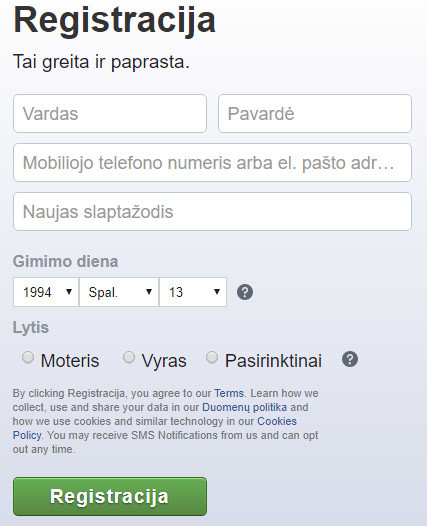 Registracija
Tai greita ir paprasta.
Vardas Pavardė
Mobiliojo telefono numeris arba el. pašto adr…
Naujas slaptažodis
Gimimo diena
1994 Spal. 13 ?
Lytis
Moteris Vyras Pasirinktinai ?
By clicking Registracija, you agree to our Terms. Learn how we
collect, use and share your data in our Duomenų politika and
how we use cookies and similar technology in our Cookies
Policy. You may receive SMS Notifications from us and can opt
out any time.
Registracija